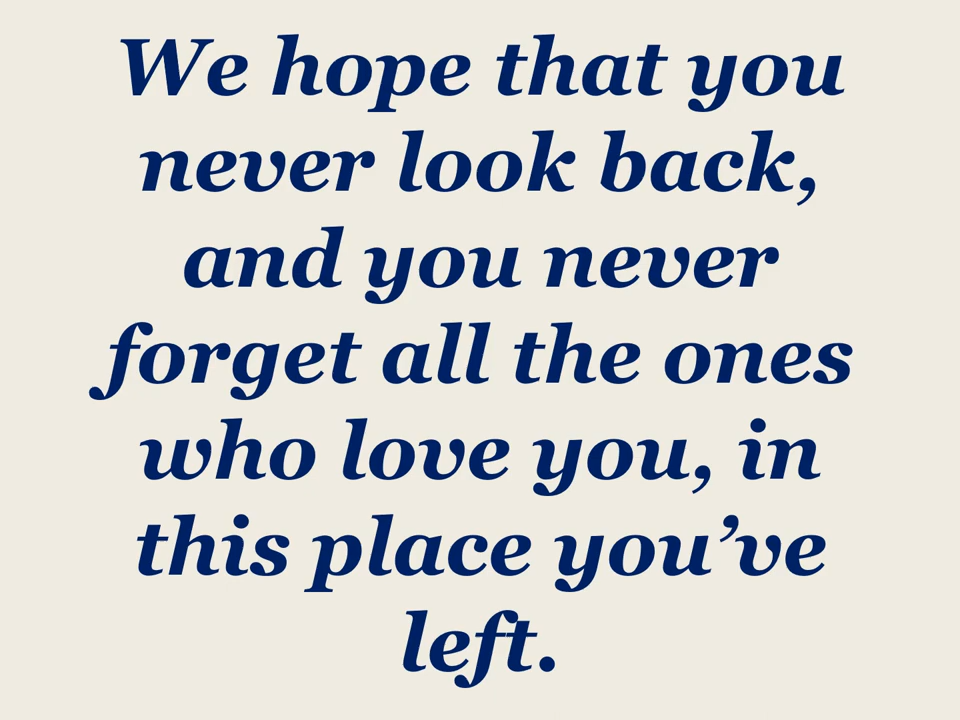 We hope that you
never look back,
and you never
forget all the ones
who love you, in
this place you’ve
left.